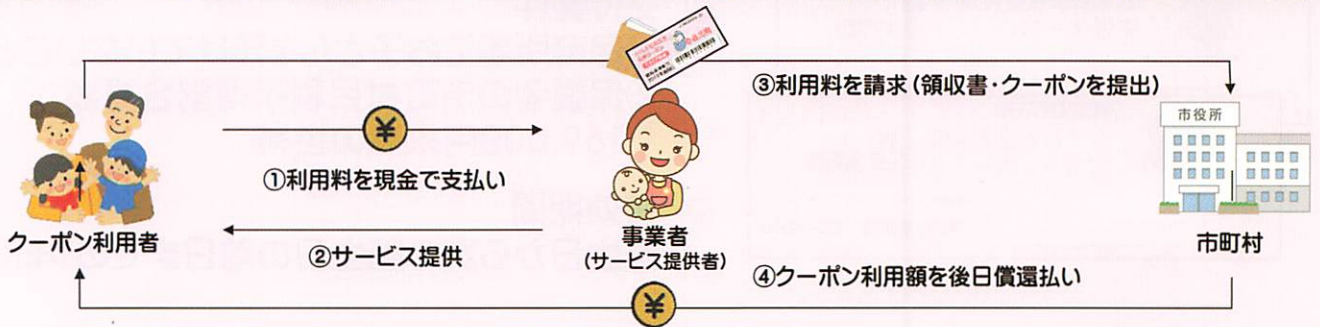 ③利用料を請求(領収書・クーポンを提出)
市役所
¥
①利用料を現金で支払い
クーポン利用者
②サービス提供
事業者
(サービス提供者)
市町村
④クーポン利用額を後日償還払い
¥